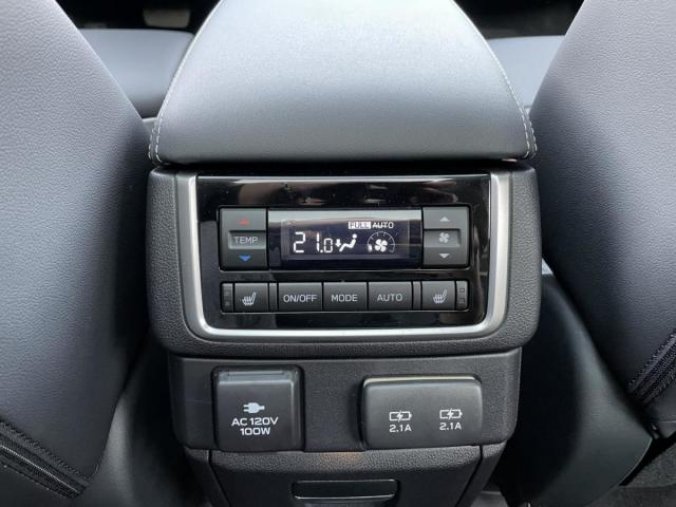 FULL AUTO
TEMP 21.0
ON/OFF MODE AUTO
AC 120V
100W
2.1A 2.1A